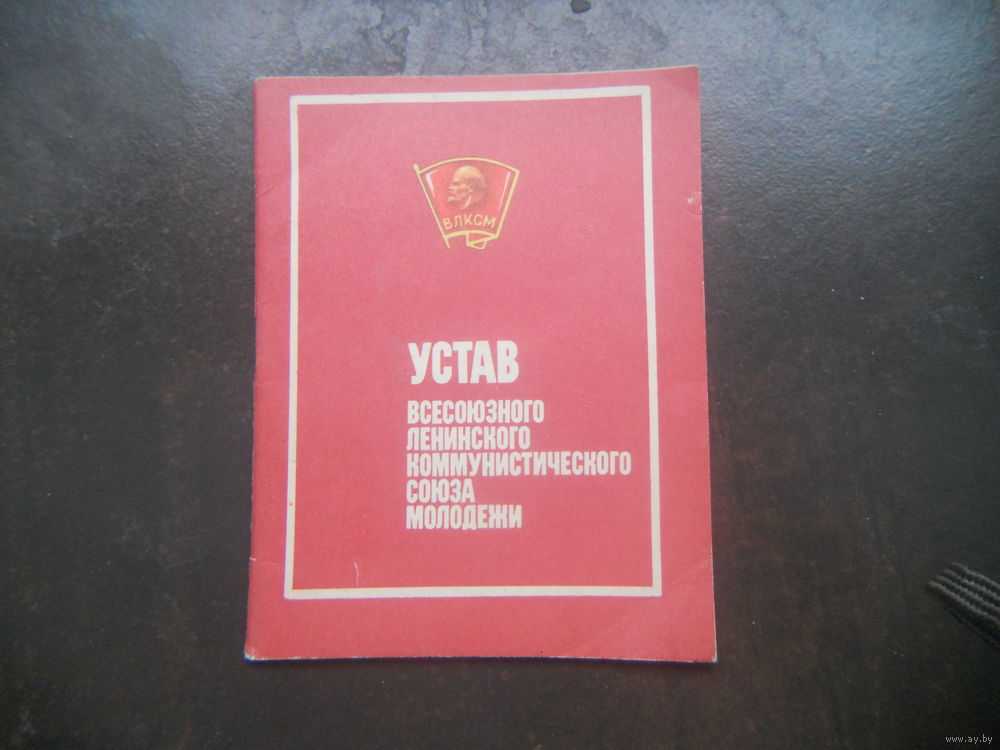 ВЛКСМ
УСТАВ
ВСЕСОЮЗНОГО
ЛЕНИНСКОГО
КОММУНИСТИЧЕСКОГО
СОЮЗА
МОЛОДЕЖИ
www.ay.by